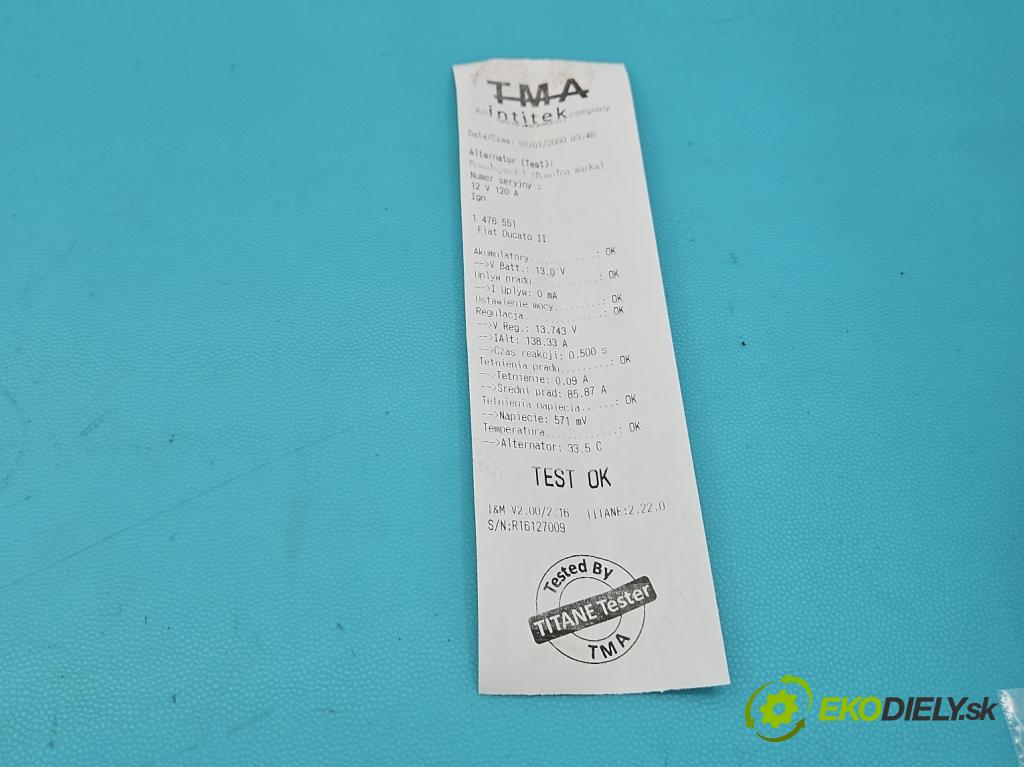 TMA
An intitek company
Data/Czas: 01/01/2000 03:46
Alternator (Test):
(Dowolna marka)
Numer seryjny :
12 V 120 A
Ign
1 476 551
Fiat Ducato II
Akumulatory..............: OK
-->V Batt.: 13.0 V
Uplyw pradu..............: OK
-->I Uplyw: 0 mA
Ustawienie mocy.........: OK
Regulacja................: OK
-->V Reg.: 13.743 V
-->IAlt: 138.33 A
-->Czas reakcji: 0.500 s
Tetnienia pradu.........: OK
-->Tetnienie: 0.09 A
-->Sredni prad: 85.87 A
Tetnienia napiecia......: OK
-->Napiecie: 571 mV
Temperatura..............: OK
-->Alternator: 33.5 C
TEST OK
I&M V2.00/2.16 TITANE:2.22.0
S/N:R16127009
Tested By
TITANE Tester
TMA
EKODIELY.sk